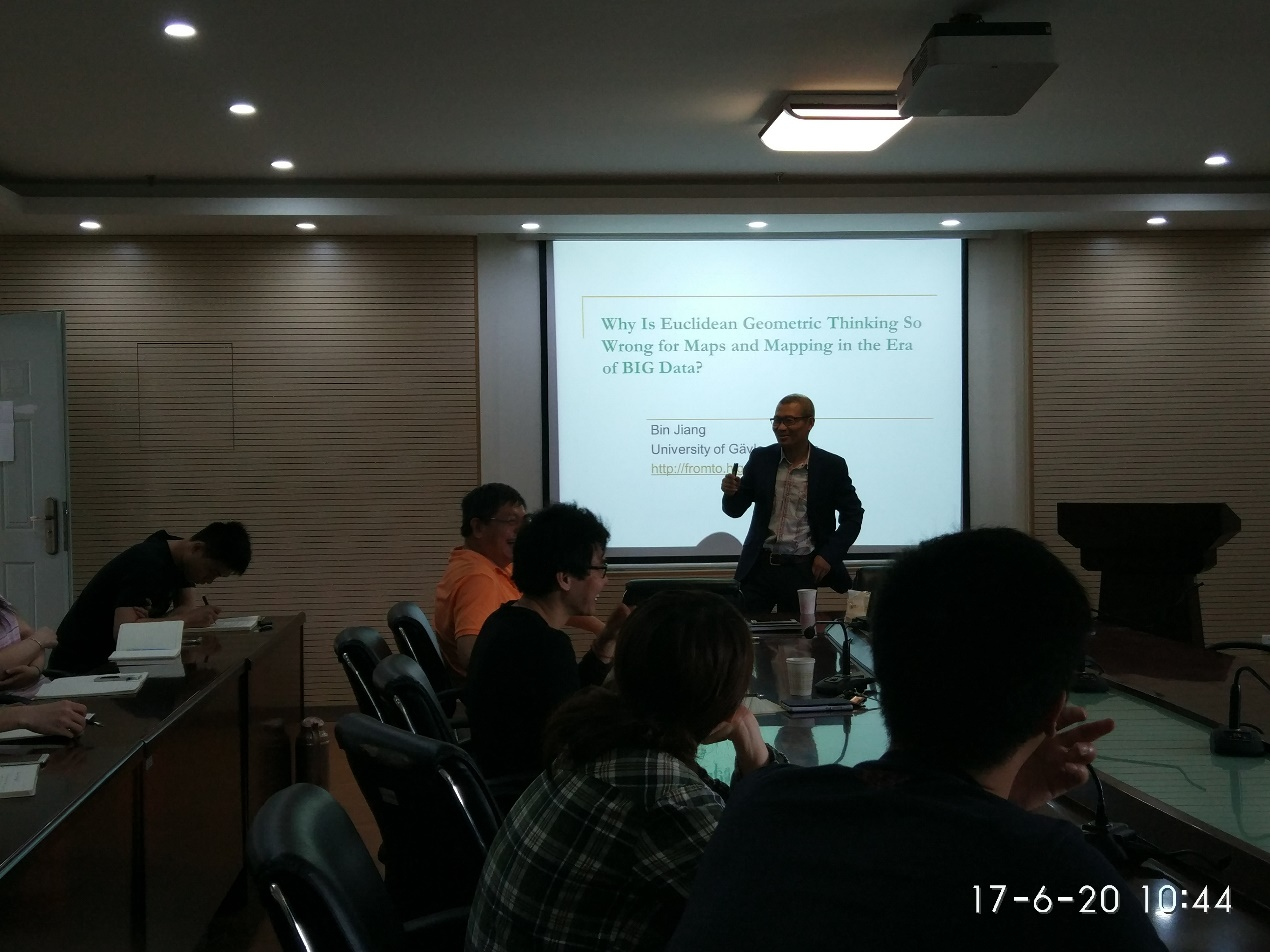 Why Is Euclidean Geometric Thinking So
Wrong for Maps and Mapping in the Era
of BIG Data?
Bin Jiang
University of
17-6-20 10:44